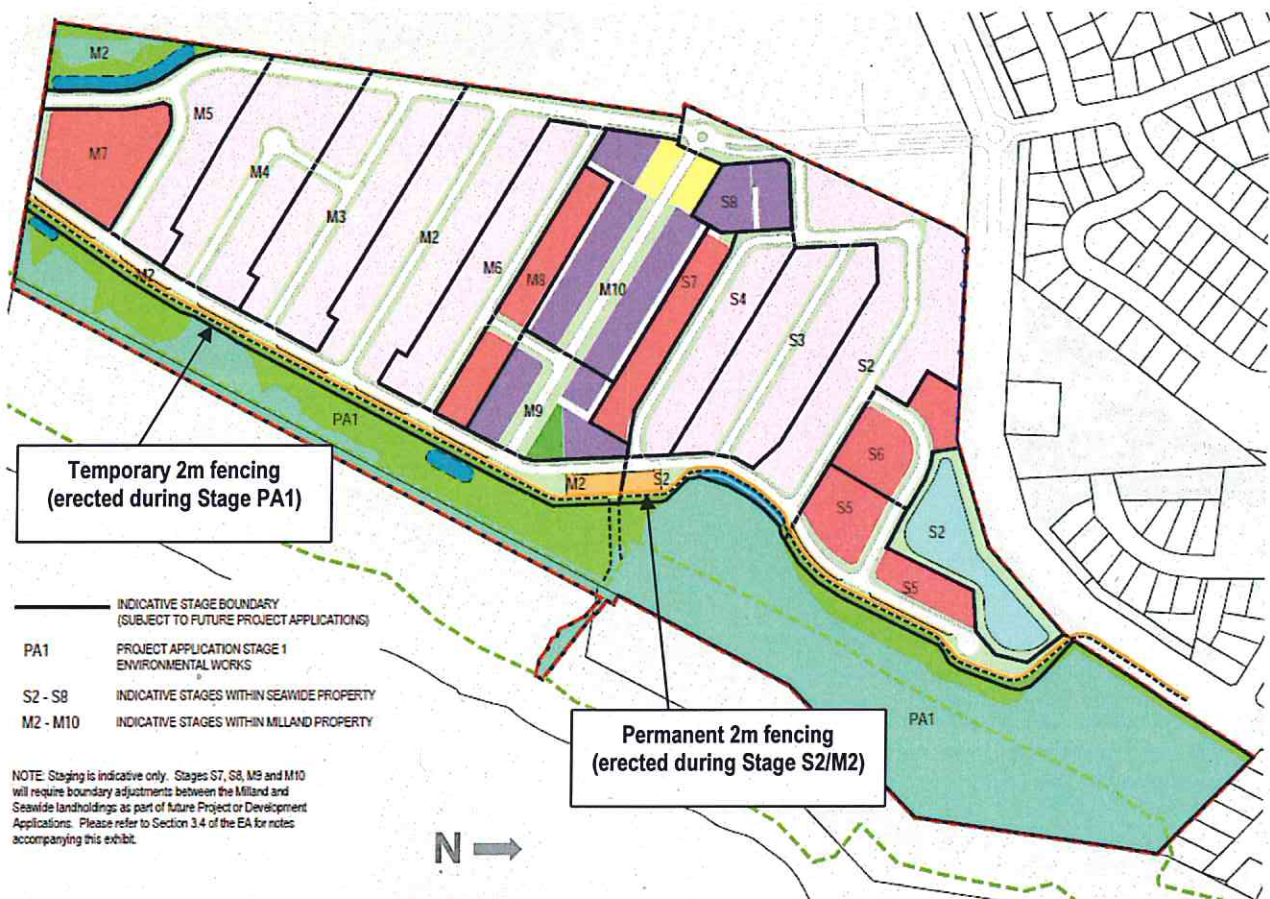 M2
M5
M7
M4
M3
M2
M6
M8
M10
S8
S7
S4
S3
S2
M2
M9
S6
S5
S2
PA1
M2
S2
S5
Temporary 2m fencing
(erected during Stage PA1)
INDICATIVE STAGE BOUNDARY
(SUBJECT TO FUTURE PROJECT APPLICATIONS)
PA1
PROJECT APPLICATION STAGE 1
ENVIRONMENTAL WORKS
S2 - S8
INDICATIVE STAGES WITHIN SEAWIDE PROPERTY
M2 - M10
INDICATIVE STAGES WITHIN MILLAND PROPERTY
PA1
Permanent 2m fencing
(erected during Stage S2/M2)
NOTE: Staging is indicative only. Stages S7, S8, M9 and M10
will require boundary adjustments between the Milland and
Seawide landholdings as part of future Project or Development
Applications. Please refer to Section 3.4 of the EA for notes
accompanying this exhibit.
N